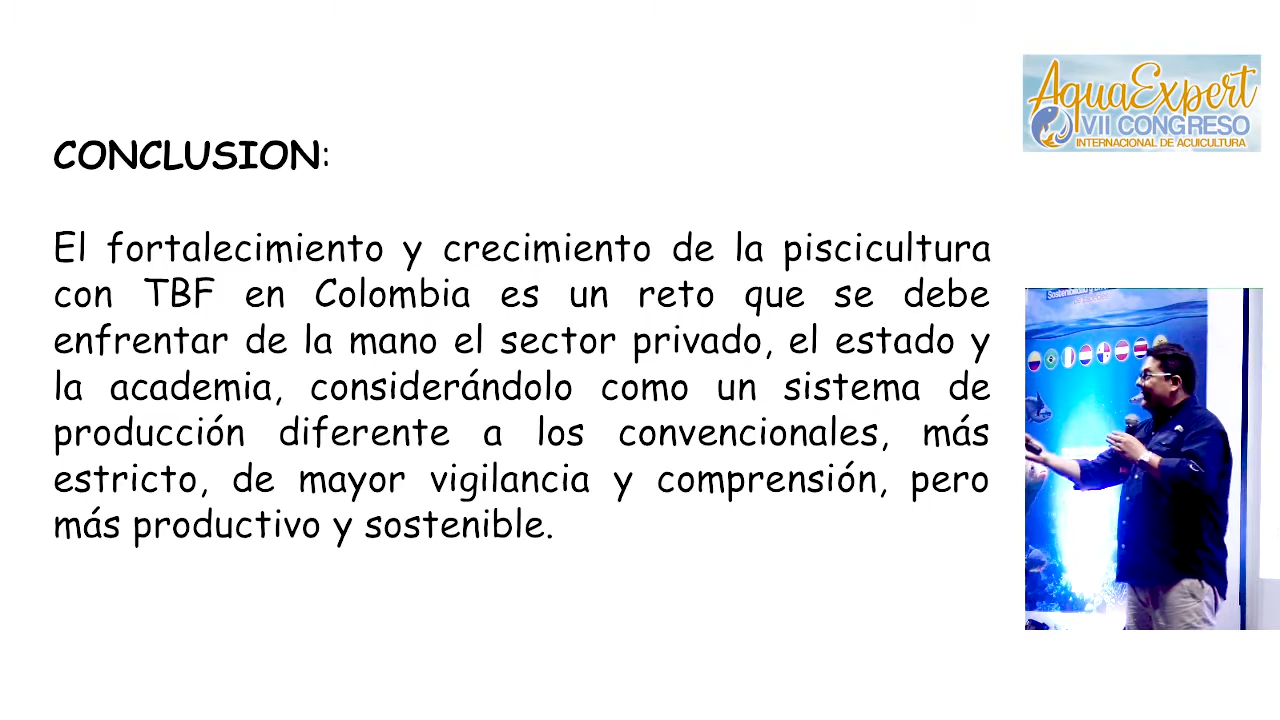 CONCLUSION:
El fortalecimiento y crecimiento de la piscicultura
con TBF en Colombia es un reto que se debe
enfrentar de la mano el sector privado, el estado y
la academia, considerándolo como un sistema de
producción diferente a los convencionales, más
estricto, de mayor vigilancia y comprensión, pero
más productivo y sostenible.
AquaExpert
VII CONGRESO
INTERNACIONAL DE ACUICULTURA